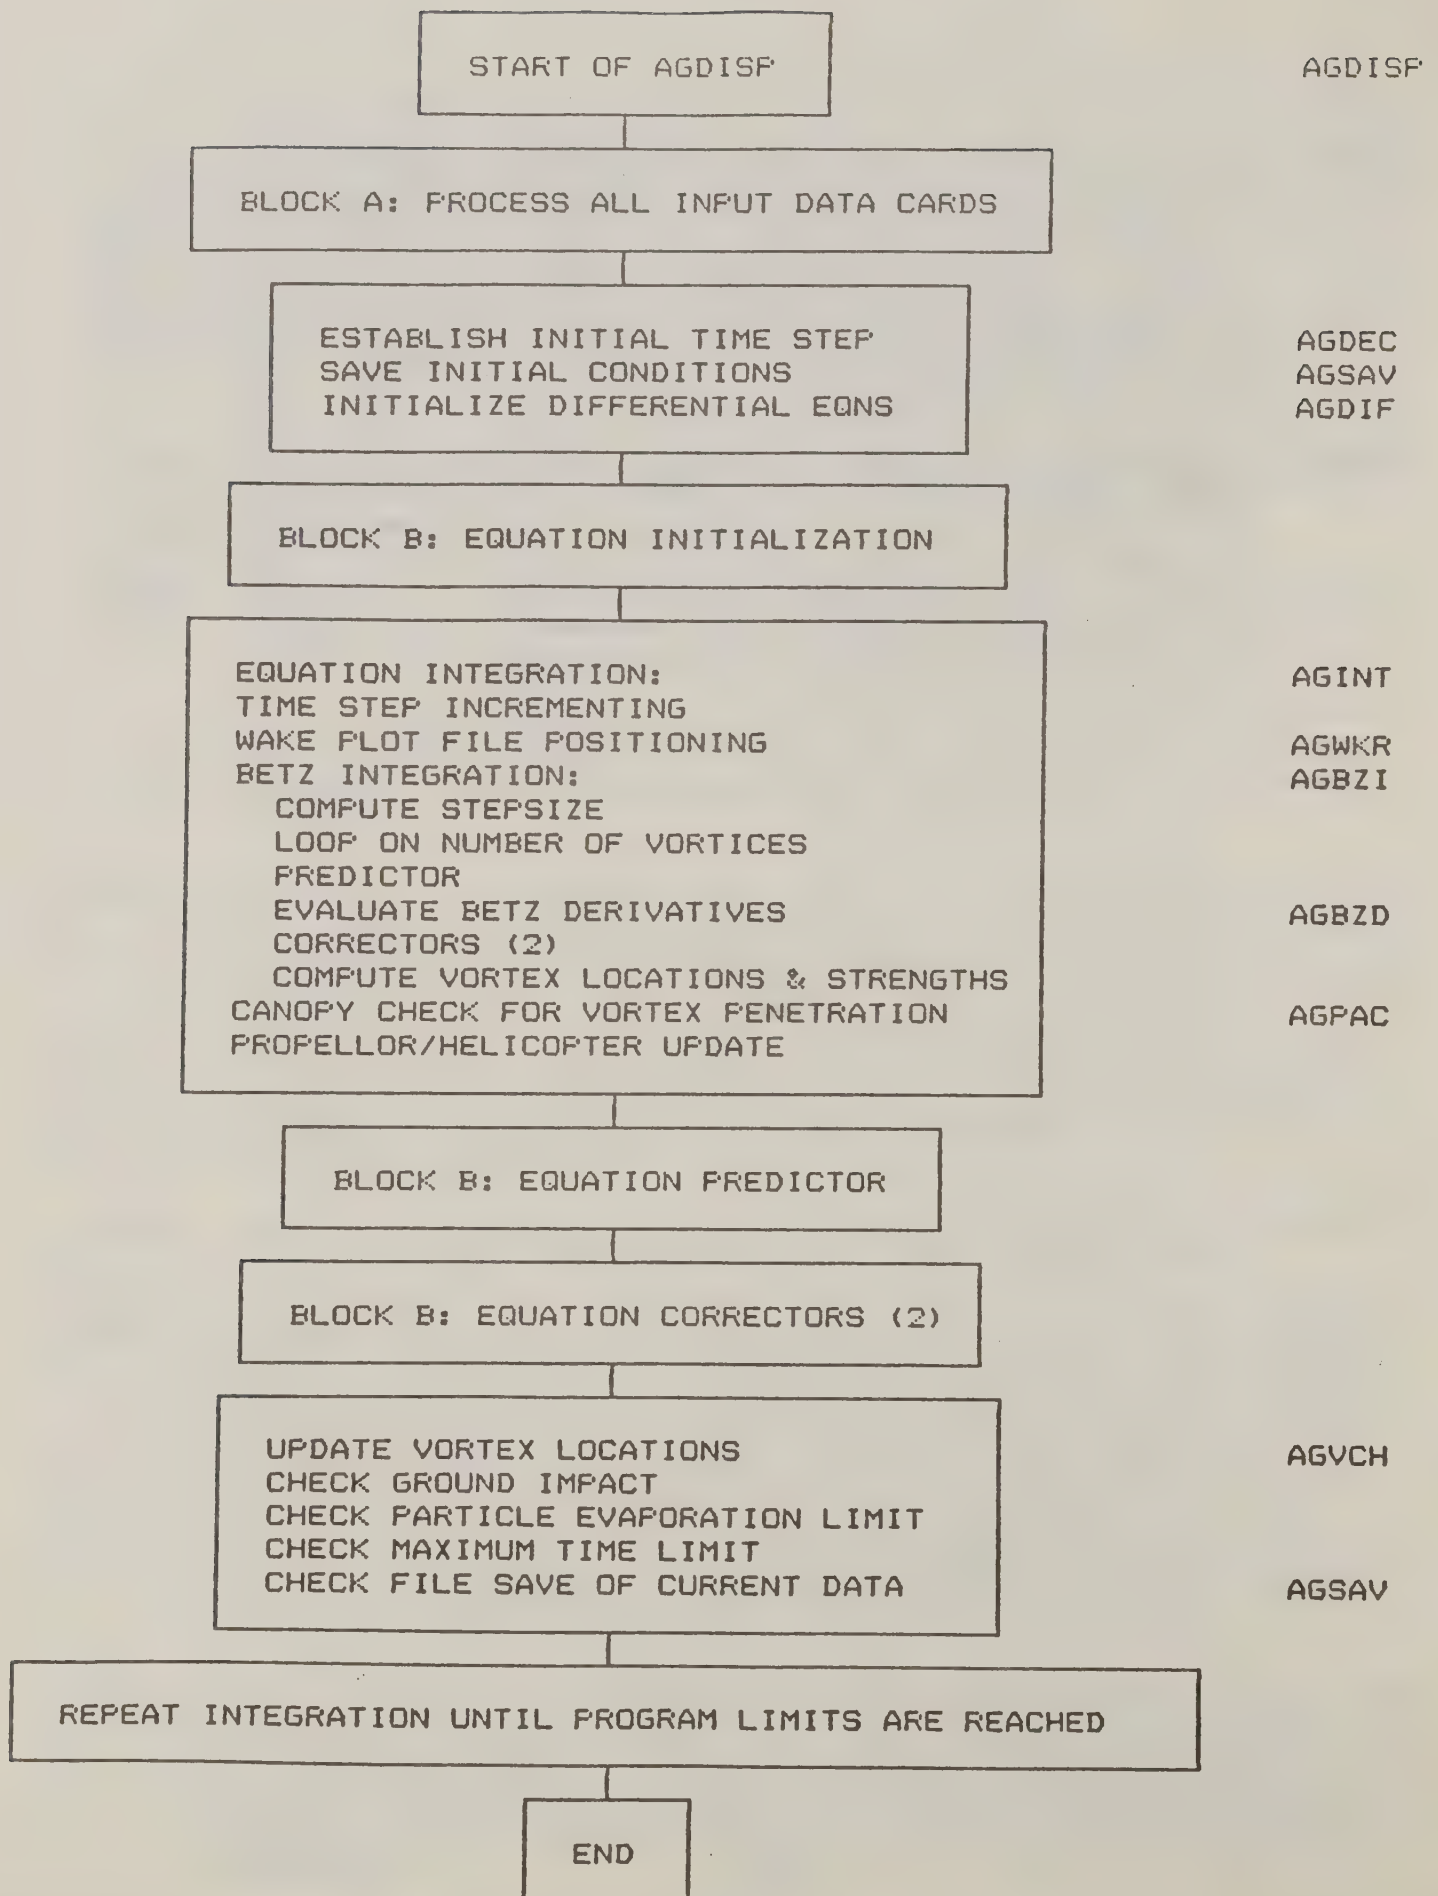 START OF AGDISP AGDISP
BLOCK A: PROCESS ALL INPUT DATA CARDS
ESTABLISH INITIAL TIME STEP AGDEC
SAVE INITIAL CONDITIONS AGSAV
INITIALIZE DIFFERENTIAL EQNS AGDIF
BLOCK B: EQUATION INITIALIZATION
EQUATION INTEGRATION: AGINT
TIME STEP INCREMENTING
WAKE PLOT FILE POSITIONING AGWKR
BETZ INTEGRATION: AGBZI
COMPUTE STEPSIZE
LOOP ON NUMBER OF VORTICES
PREDICTOR
EVALUATE BETZ DERIVATIVES AGBZD
CORRECTORS (2)
COMPUTE VORTEX LOCATIONS & STRENGTHS
CANOPY CHECK FOR VORTEX PENETRATION AGPAC
PROPELLOR/HELICOPTER UPDATE
BLOCK B: EQUATION PREDICTOR
BLOCK B: EQUATION CORRECTORS (2)
UPDATE VORTEX LOCATIONS AGVCH
CHECK GROUND IMPACT
CHECK PARTICLE EVAPORATION LIMIT
CHECK MAXIMUM TIME LIMIT
CHECK FILE SAVE OF CURRENT DATA AGSAV
REPEAT INTEGRATION UNTIL PROGRAM LIMITS ARE REACHED
END